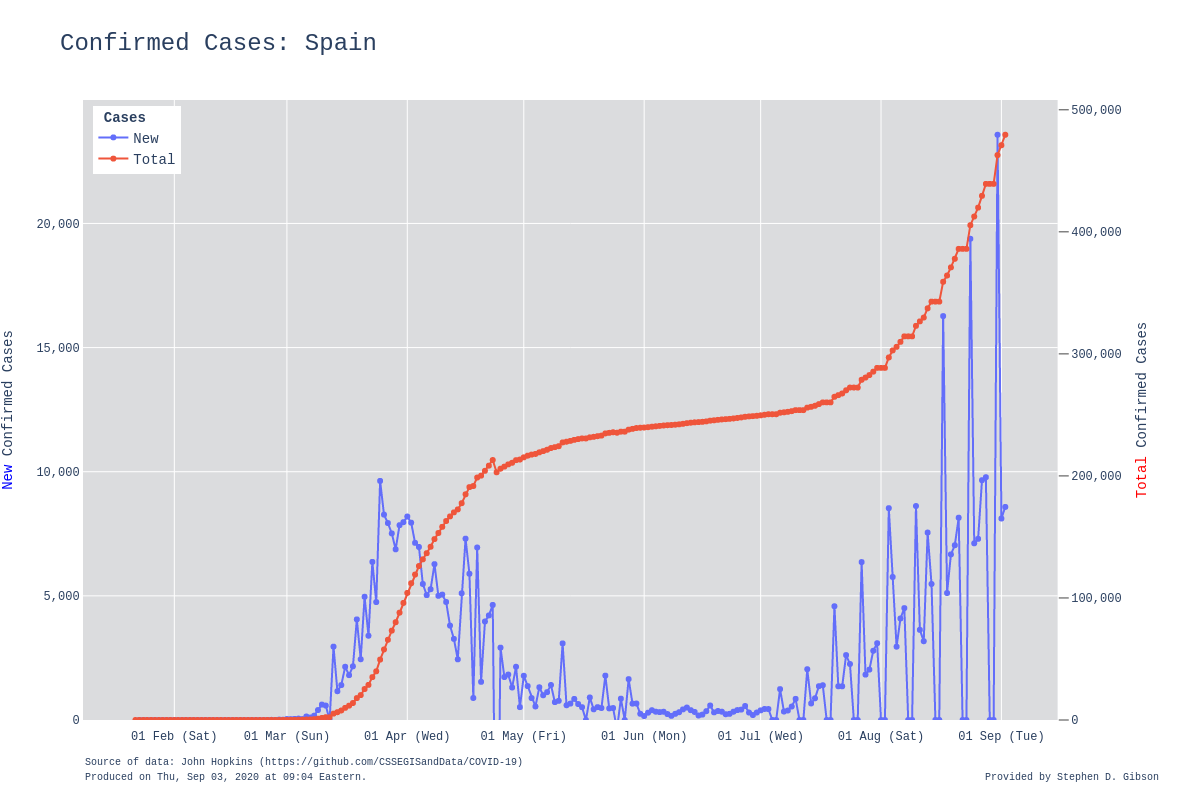 Confirmed Cases: Spain
Cases
New
Total
20,000
15,000
10,000
5,000
0
New Confirmed Cases
500,000
400,000
300,000
200,000
100,000
0
Total Confirmed Cases
01 Feb (Sat) 01 Mar (Sun) 01 Apr (Wed) 01 May (Fri) 01 Jun (Mon) 01 Jul (Wed) 01 Aug (Sat) 01 Sep (Tue)
Source of data: John Hopkins (https://github.com/CSSEGISandData/COVID-19)
Produced on Thu, Sep 03, 2020 at 09:04 Eastern.
Provided by Stephen D. Gibson